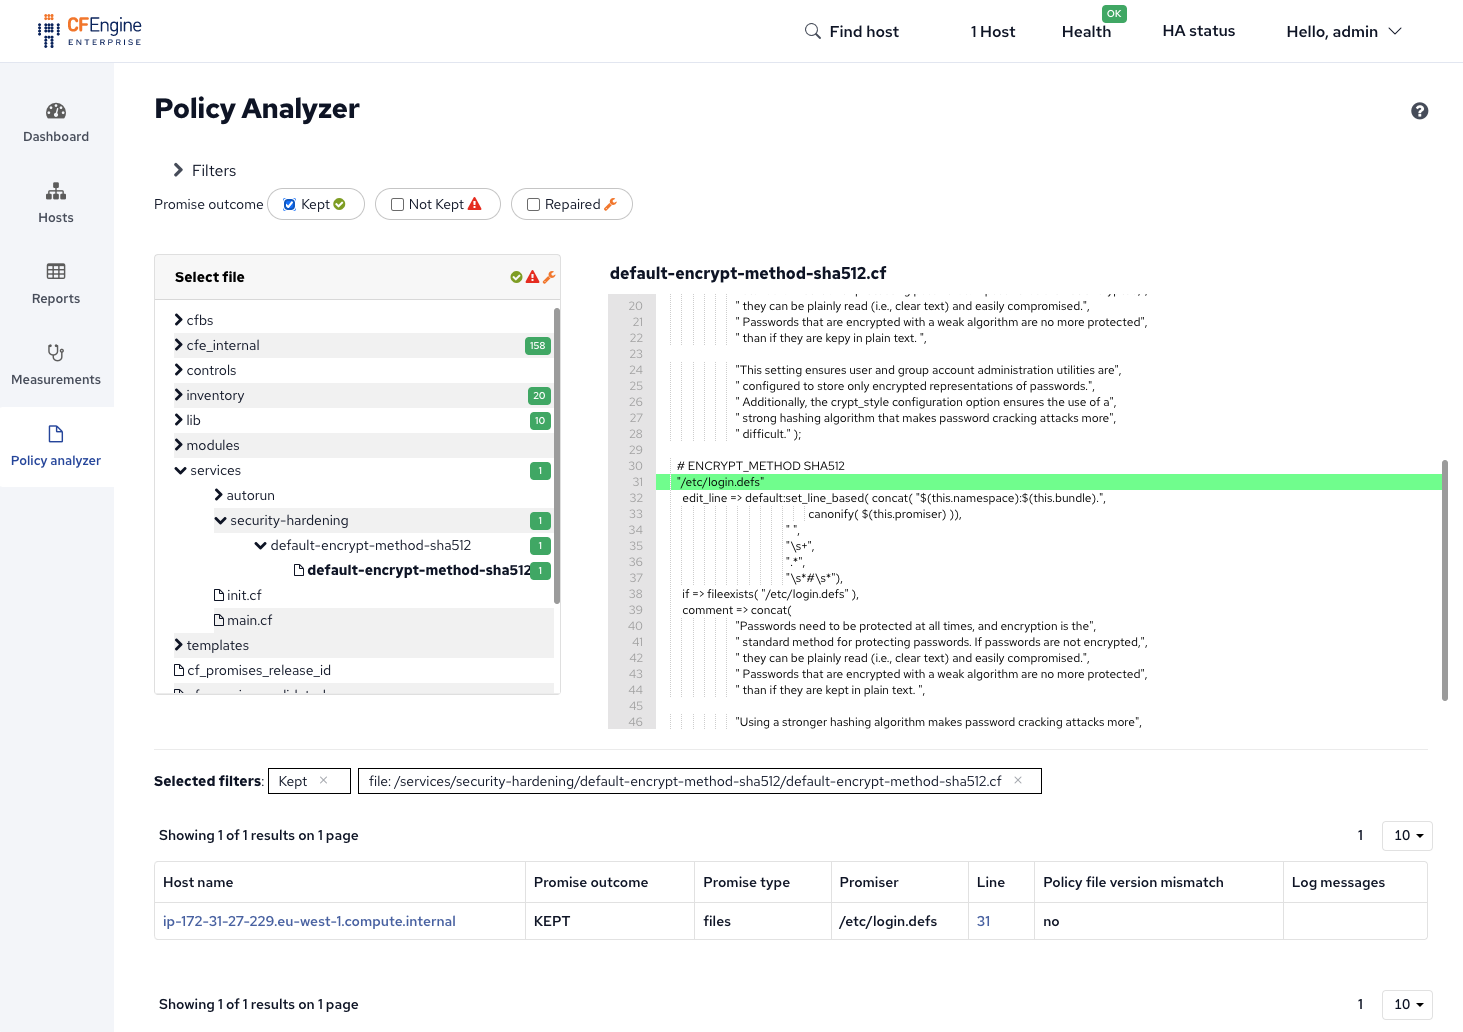 CFEngine
ENTERPRISE
Find host
1 Host
Health
OK
HA status
Hello, admin
Dashboard
Hosts
Reports
Measurements
Policy analyzer
Policy Analyzer
Filters
Promise outcome
Kept
Not Kept
Repaired
Select file
cfbs
cfe_internal 158
controls
inventory 20
lib 10
modules
services 1
autorun
security-hardening 1
default-encrypt-method-sha512 1
default-encrypt-method-sha512 1
init.cf
main.cf
templates
cf_promises_release_id
default-encrypt-method-sha512.cf
20 " they can be plainly read (i.e., clear text) and easily compromised.",
21 " Passwords that are encrypted with a weak algorithm are no more protected",
22 " than if they are kepy in plain text. ",
23
24 "This setting ensures user and group account administration utilities are",
25 " configured to store only encrypted representations of passwords.",
26 " Additionally, the crypt_style configuration option ensures the use of a",
27 " strong hashing algorithm that makes password cracking attacks more",
28 " difficult." );
29
30 # ENCRYPT_METHOD SHA512
31 "/etc/login.defs"
32 edit_line => default:set_line_based( concat( "$(this.namespace):$(this.bundle).",
33 canonify( $(this.promiser) )),
34 " ",
35 "\s+",
36 ".*",
37 "\s*#\s*"),
38 if => fileexists( "/etc/login.defs" ),
39 comment => concat(
40 "Passwords need to be protected at all times, and encryption is the",
41 " standard method for protecting passwords. If passwords are not encrypted,",
42 " they can be plainly read (i.e., clear text) and easily compromised.",
43 " Passwords that are encrypted with a weak algorithm are no more protected",
44 " than if they are kept in plain text. ",
45
46 "Using a stronger hashing algorithm makes password cracking attacks more",
Selected filters: Kept × file: /services/security-hardening/default-encrypt-method-sha512/default-encrypt-method-sha512.cf ×
Showing 1 of 1 results on 1 page
1 10
Host name Promise outcome Promise type Promiser Line Policy file version mismatch Log messages
ip-172-31-27-229.eu-west-1.compute.internal KEPT files /etc/login.defs 31 no
Showing 1 of 1 results on 1 page
1 10